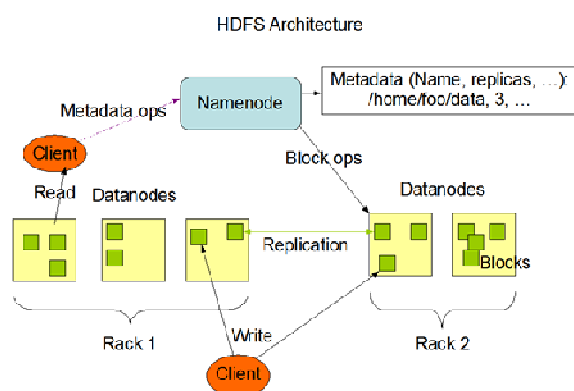 HDFS Architecture
Metadata (Name, replicas, ...):
/home/foo/data, 3, ...
Namenode
Metadata ops
Client
Block ops
Read
Datanodes
Datanodes
Replication
Blocks
Rack 1
Write
Rack 2
Client